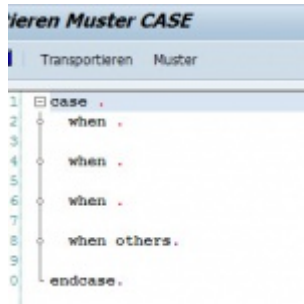 ieren Muster CASE
Transportieren Muster
1 case .
2 when .
3
4 when .
5
6 when .
7
8 when others.
9
0 endcase.